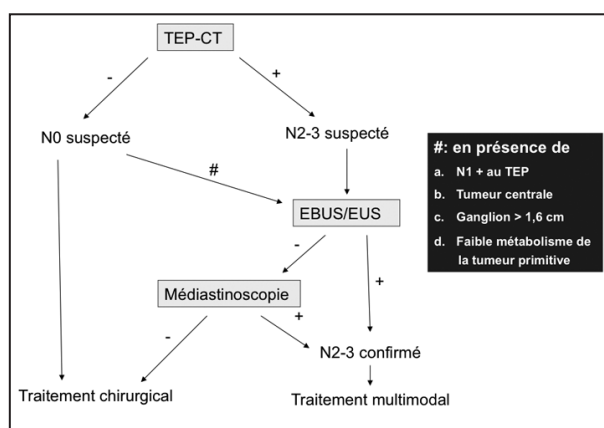 TEP-CT
-
+
N0 suspecté
N2-3 suspecté
#
#: en présence de
a. N1 + au TEP
b. Tumeur centrale
c. Ganglion > 1,6 cm
d. Faible métabolisme de
la tumeur primitive
EBUS/EUS
-
+
Médiastinoscopie
-
+
N2-3 confirmé
Traitement chirurgical
Traitement multimodal